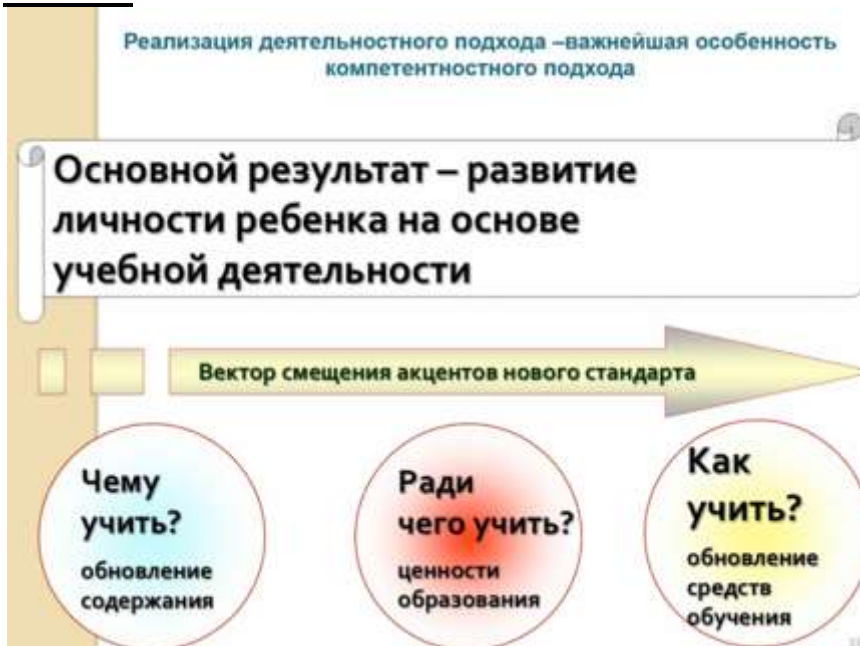 Реализация деятельностного подхода –важнейшая особенность
компетентностного подхода
Основной результат – развитие
личности ребенка на основе
учебной деятельности
Вектор смещения акцентов нового стандарта
Чему
учить?
обновление
содержания
Ради
чего учить?
ценности
образования
Как
учить?
обновление
средств
обучения